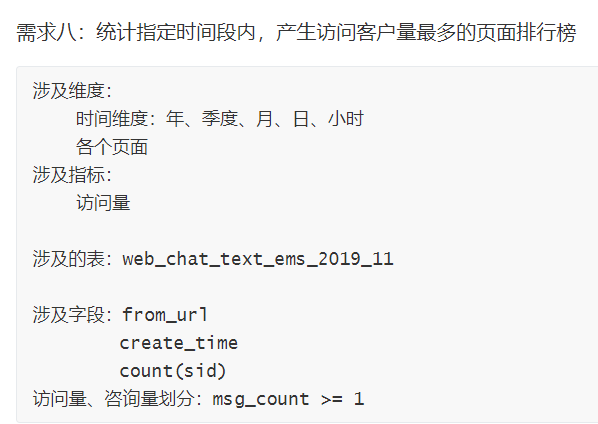 需求八：统计指定时间段内，产生访问客户量最多的页面排行榜
涉及维度：
时间维度：年、季度、月、日、小时
各个页面
涉及指标：
访问量
涉及的表：web_chat_text_ems_2019_11
涉及字段：from_url
create_time
count(sid)
访问量、咨询量划分：msg_count >= 1